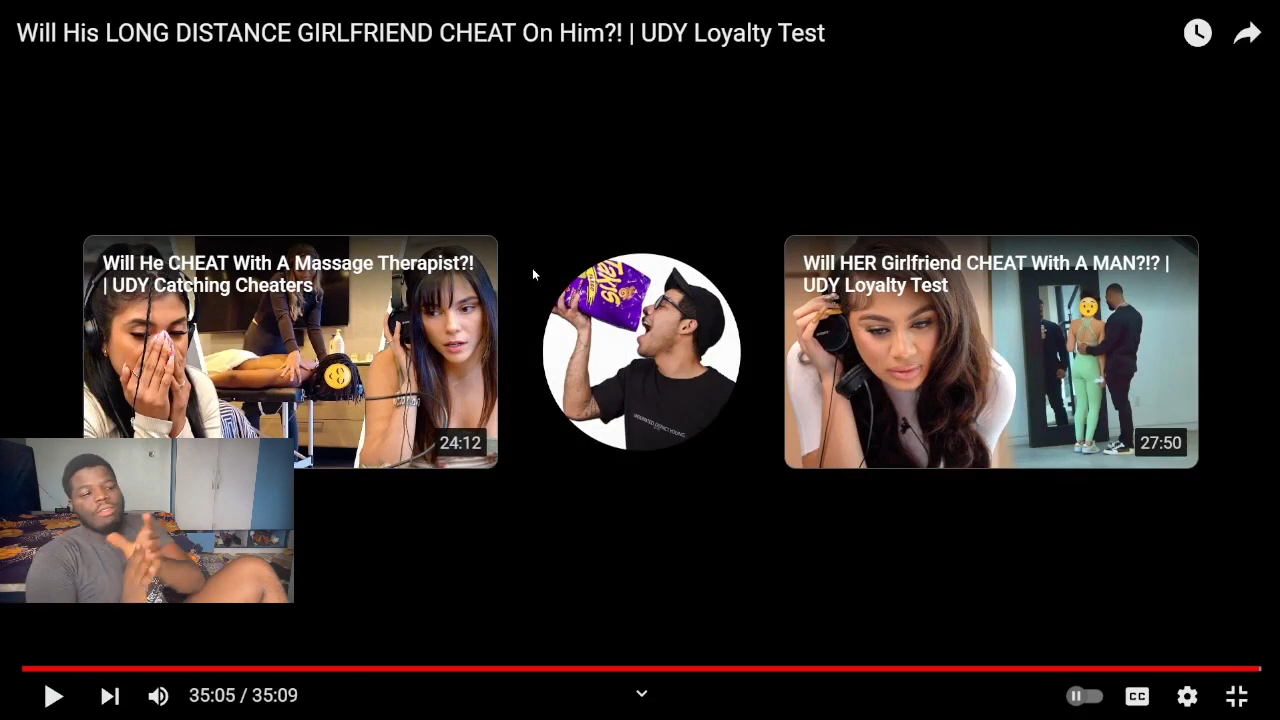 Will His LONG DISTANCE GIRLFRIEND CHEAT On Him?! | UDY Loyalty Test
Will He CHEAT With A Massage Therapist?!
| UDY Catching Cheaters
24:12
Will HER Girlfriend CHEAT With A MAN?!? |
UDY Loyalty Test
27:50
35:05 / 35:09
CC